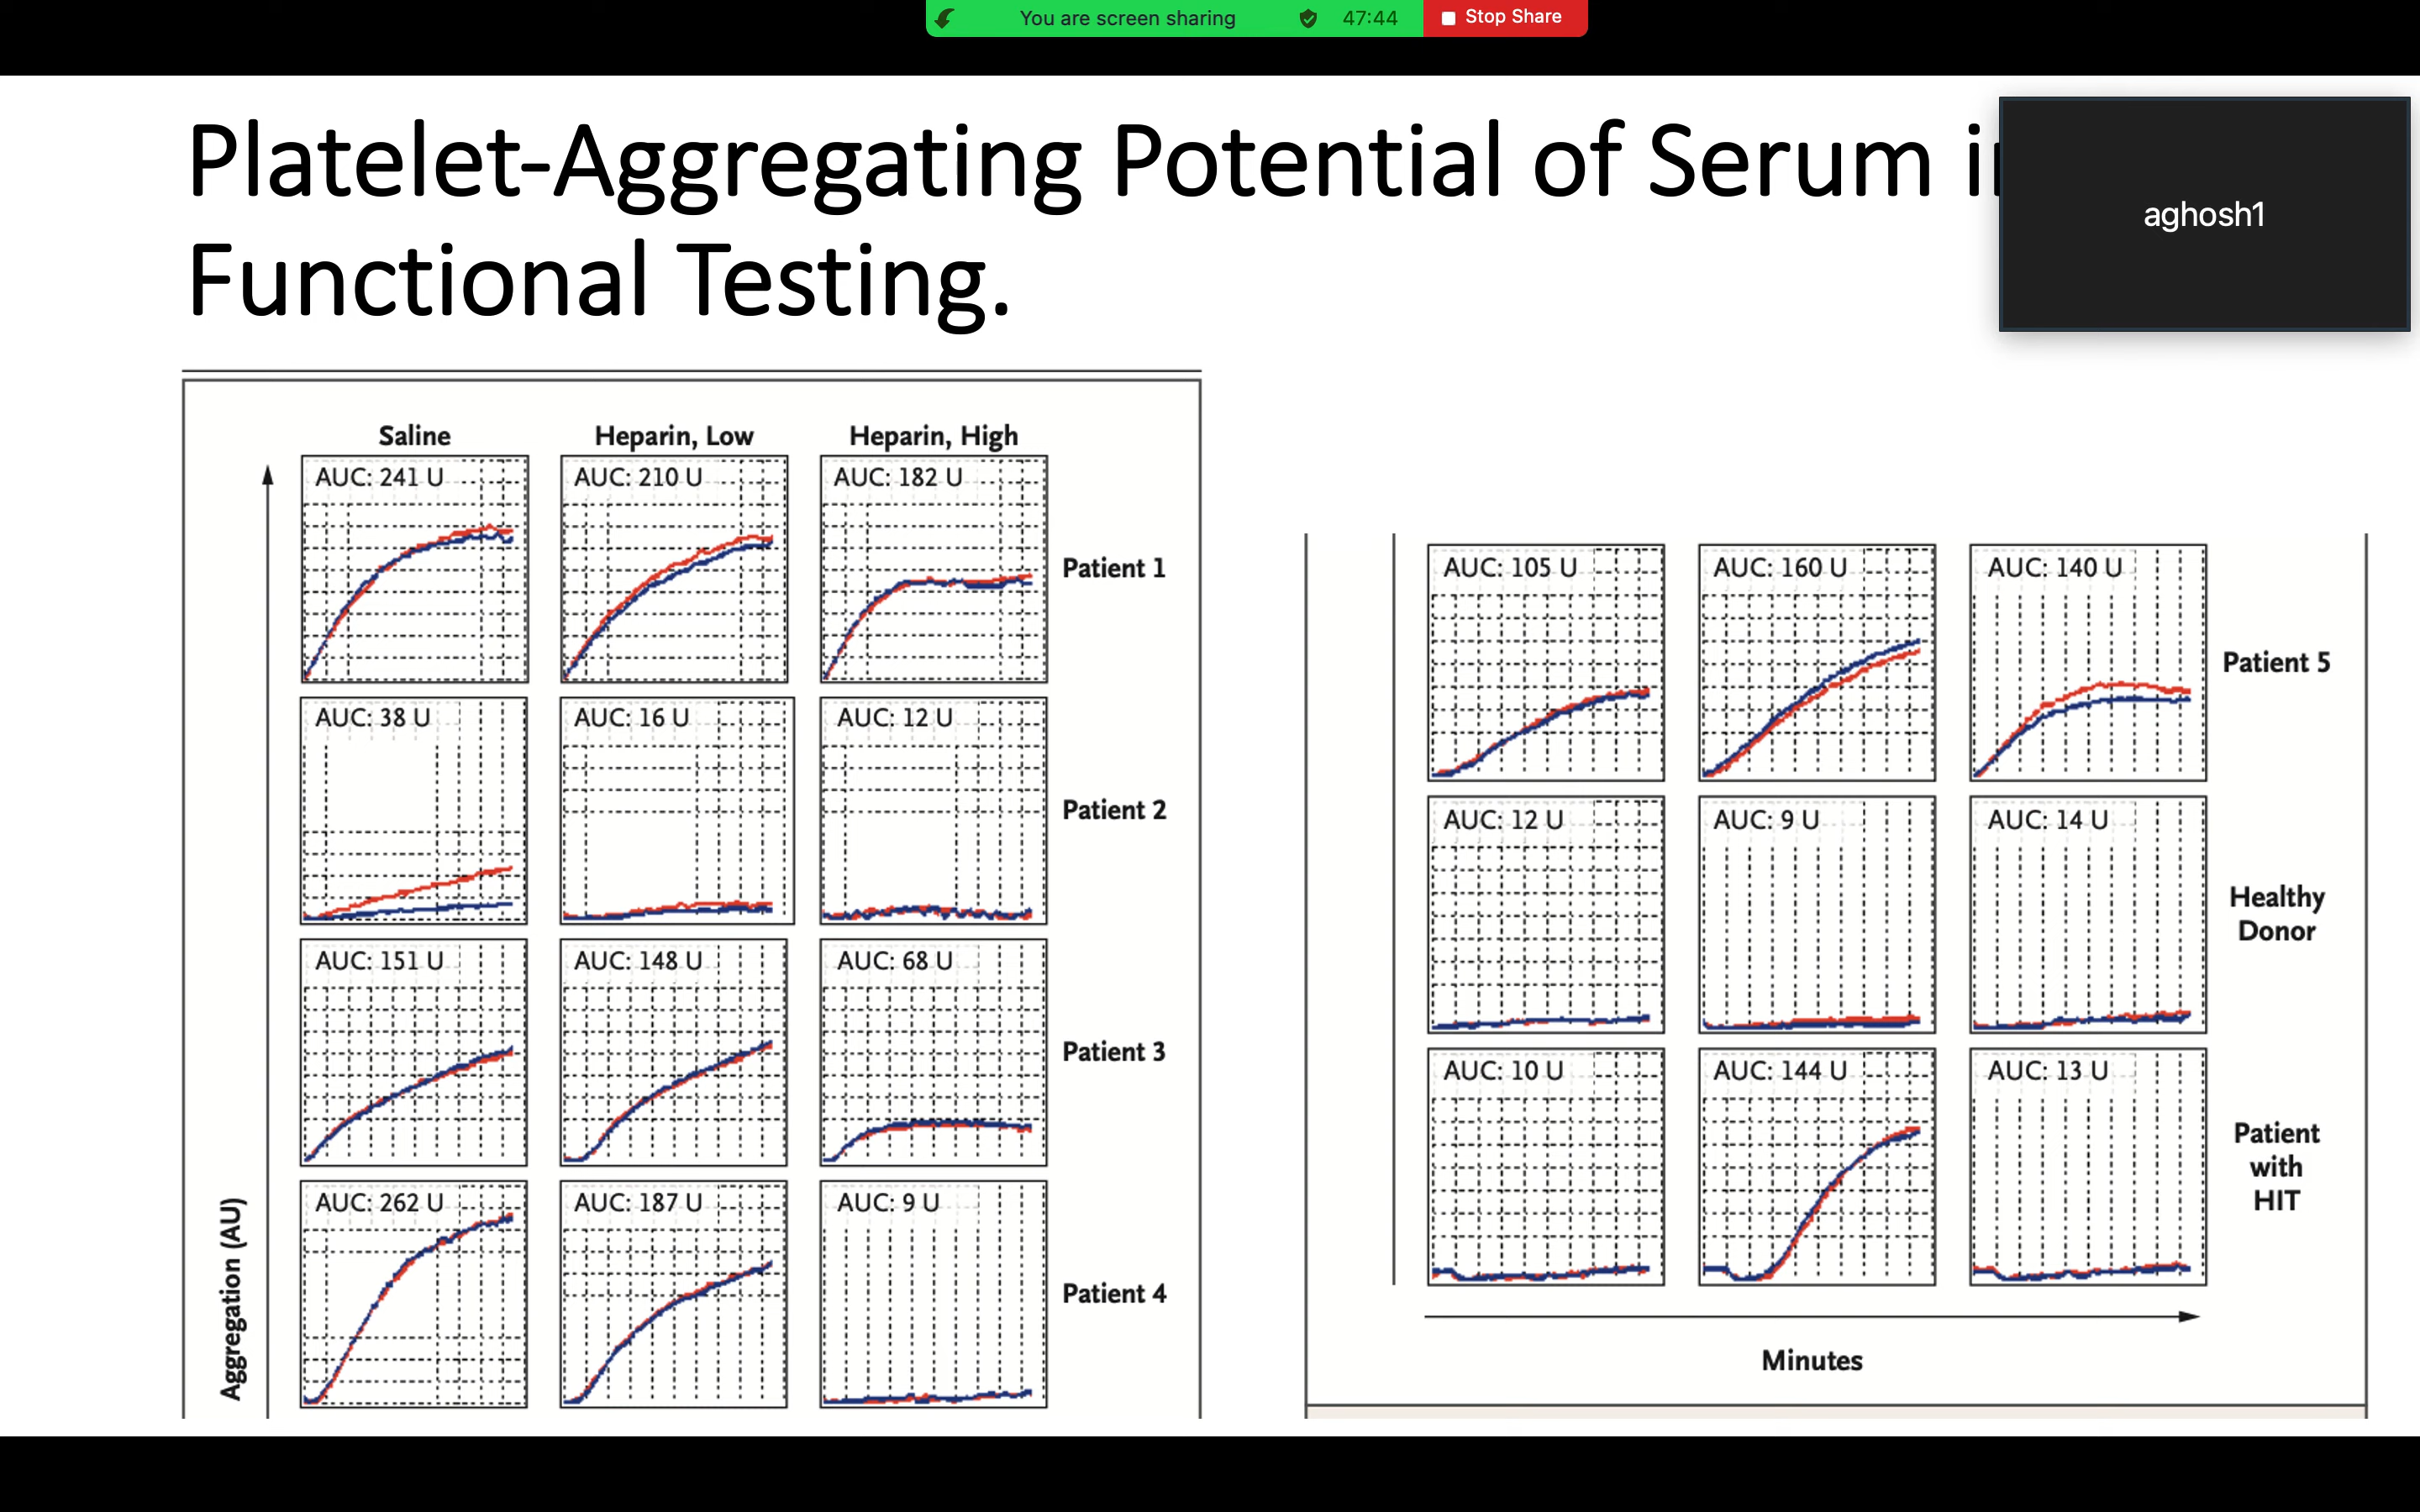 You are screen sharing 47:44 Stop Share
Platelet-Aggregating Potential of Serum
Functional Testing.
aghosh1
Saline Heparin, Low Heparin, High
AUC: 241 U AUC: 210 U AUC: 182 U
Patient 1
AUC: 38 U AUC: 16 U AUC: 12 U
Patient 2
AUC: 151 U AUC: 148 U AUC: 68 U
Patient 3
AUC: 262 U AUC: 187 U AUC: 9 U
Patient 4
Aggregation (AU)
AUC: 105 U AUC: 160 U AUC: 140 U
Patient 5
AUC: 12 U AUC: 9 U AUC: 14 U
Healthy
Donor
AUC: 10 U AUC: 144 U AUC: 13 U
Patient
with
HIT
Minutes